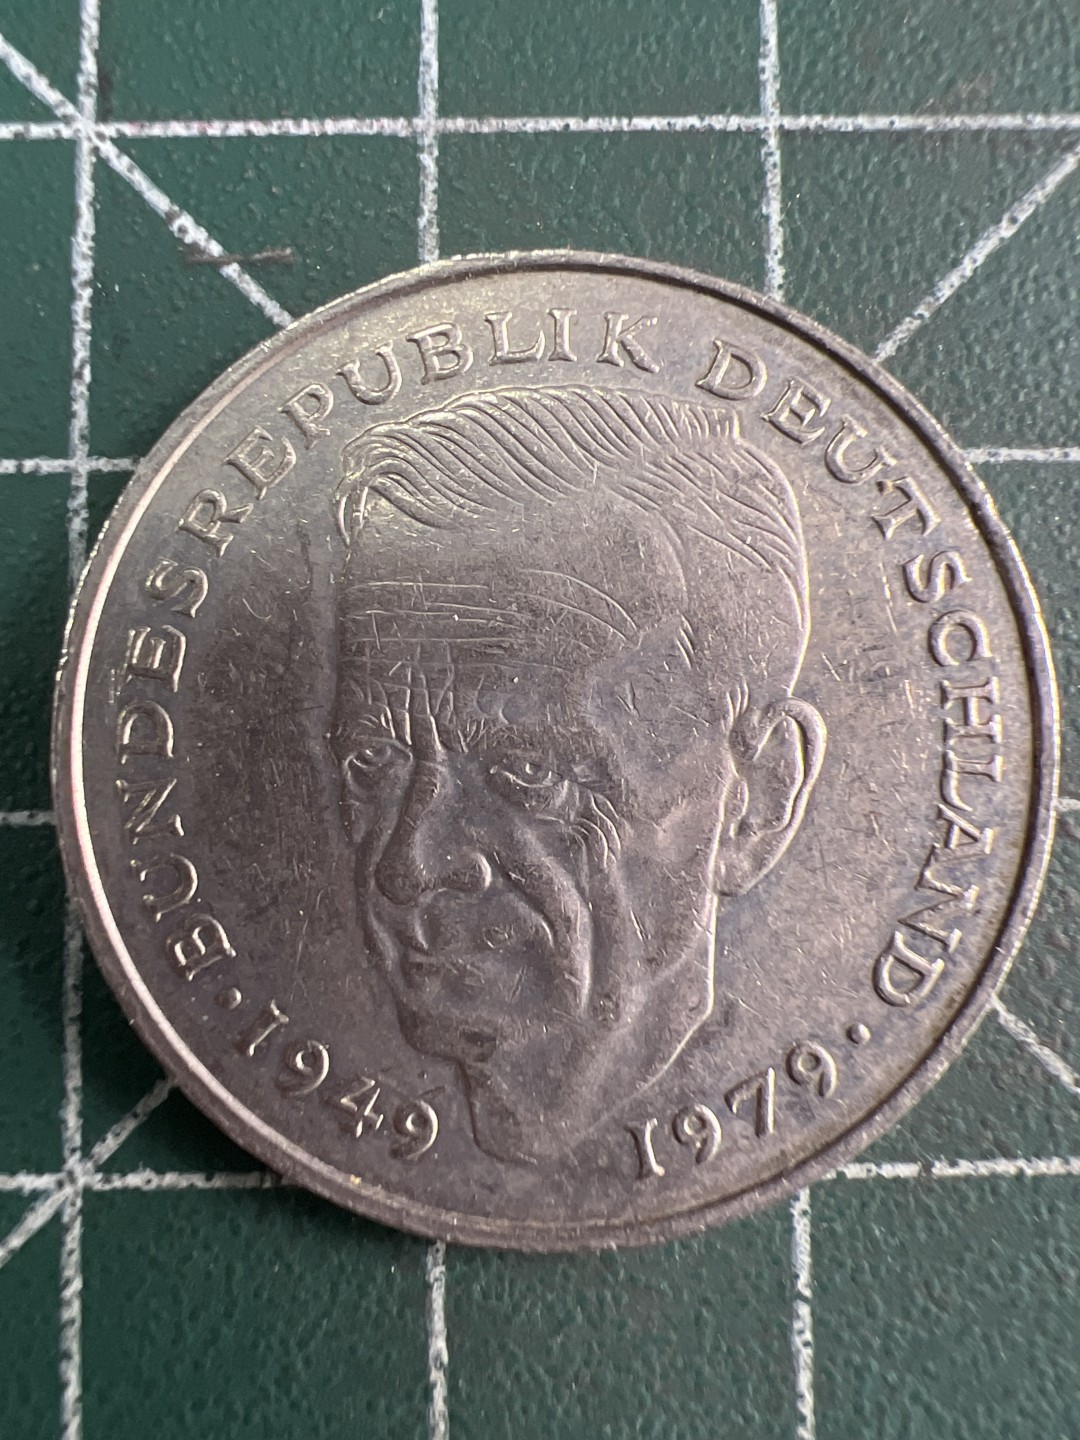 BUNDESREPUBLIK DEUTSCHLAND
· 1949
1979 ·